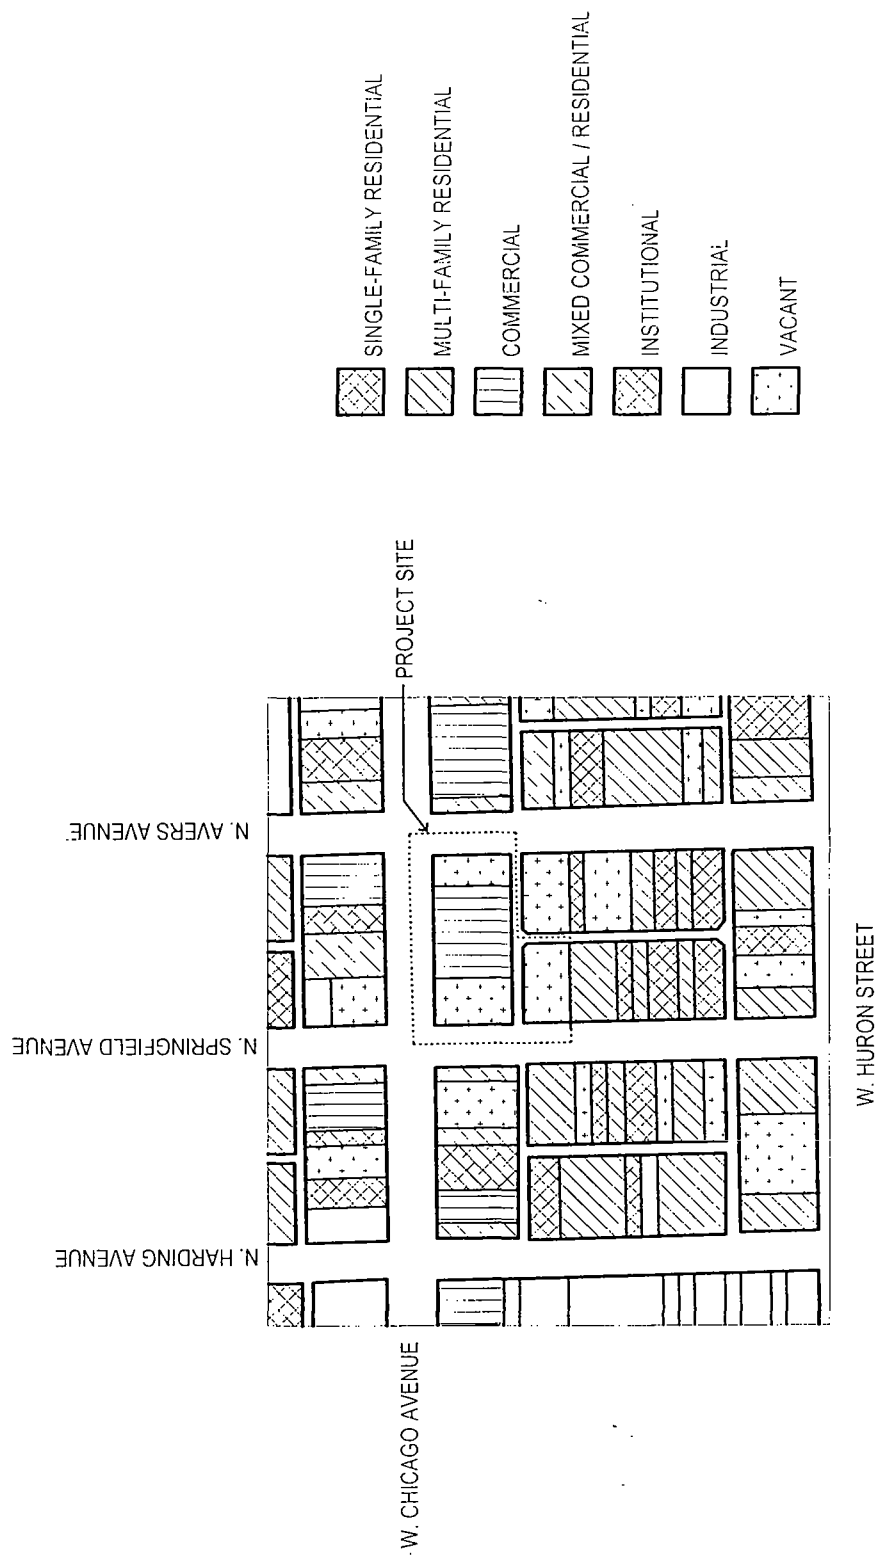 N. AVERS AVENUE
N. SPRINGFIELD AVENUE
N. HARDING AVENUE
W. CHICAGO AVENUE
W. HURON STREET
PROJECT SITE
SINGLE-FAMILY RESIDENTIAL
MULTI-FAMILY RESIDENTIAL
COMMERCIAL
MIXED COMMERCIAL / RESIDENTIAL
INSTITUTIONAL
INDUSTRIAL
VACANT